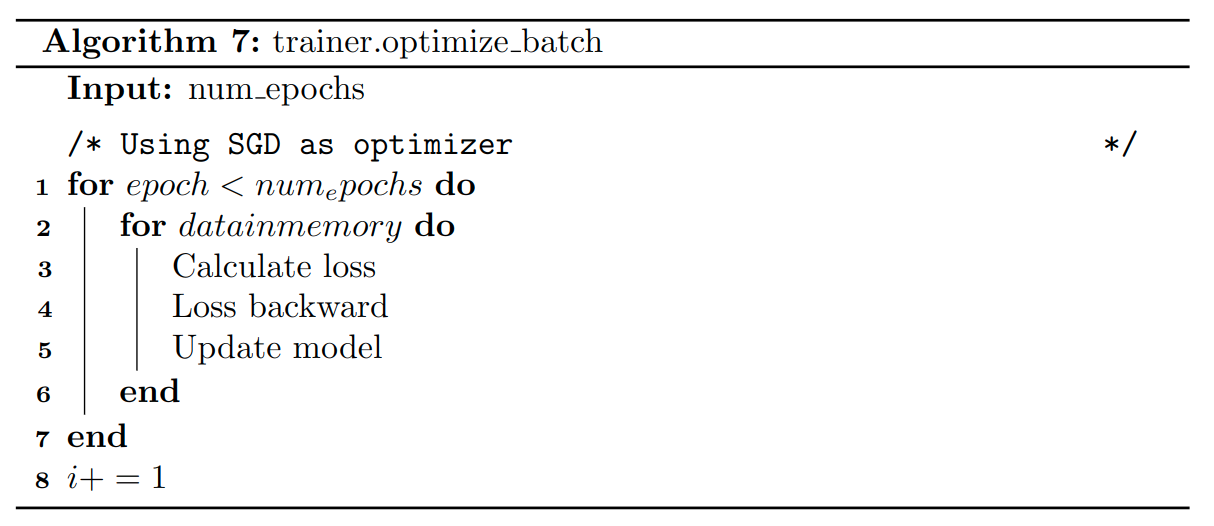 Algorithm 7: trainer.optimize_batch
Input: num_epochs
/* Using SGD as optimizer */
1 for epoch < num_epochs do
2 for datainmemory do
3 Calculate loss
4 Loss backward
5 Update model
6 end
7 end
8 i+ = 1